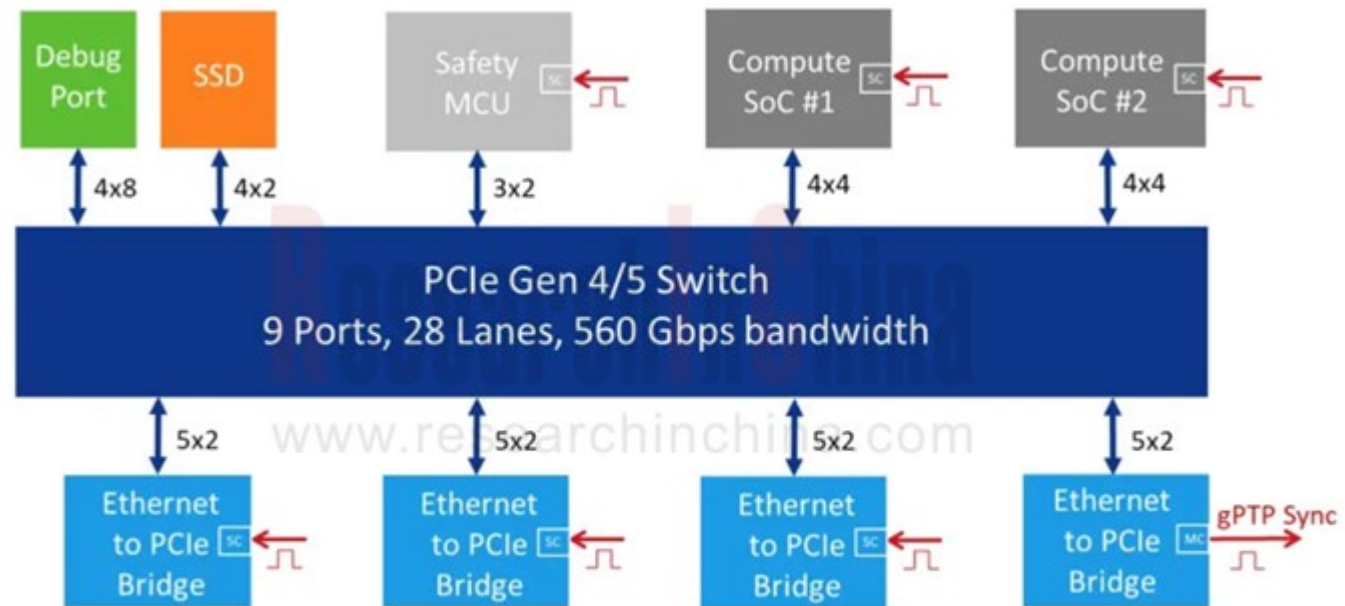 Debug
Port
SSD
Safety
MCU
SC
Compute
SoC #1
SC
Compute
SoC #2
SC
4x8
4x2
3x2
4x4
4x4
PCIe Gen 4/5 Switch
9 Ports, 28 Lanes, 560 Gbps bandwidth
ResearchInChina
www.researchinchina.com
5x2
5x2
5x2
5x2
Ethernet
to PCIe
Bridge
SC
Ethernet
to PCIe
Bridge
SC
Ethernet
to PCIe
Bridge
SC
Ethernet
to PCIe
Bridge
MC
gPTP Sync